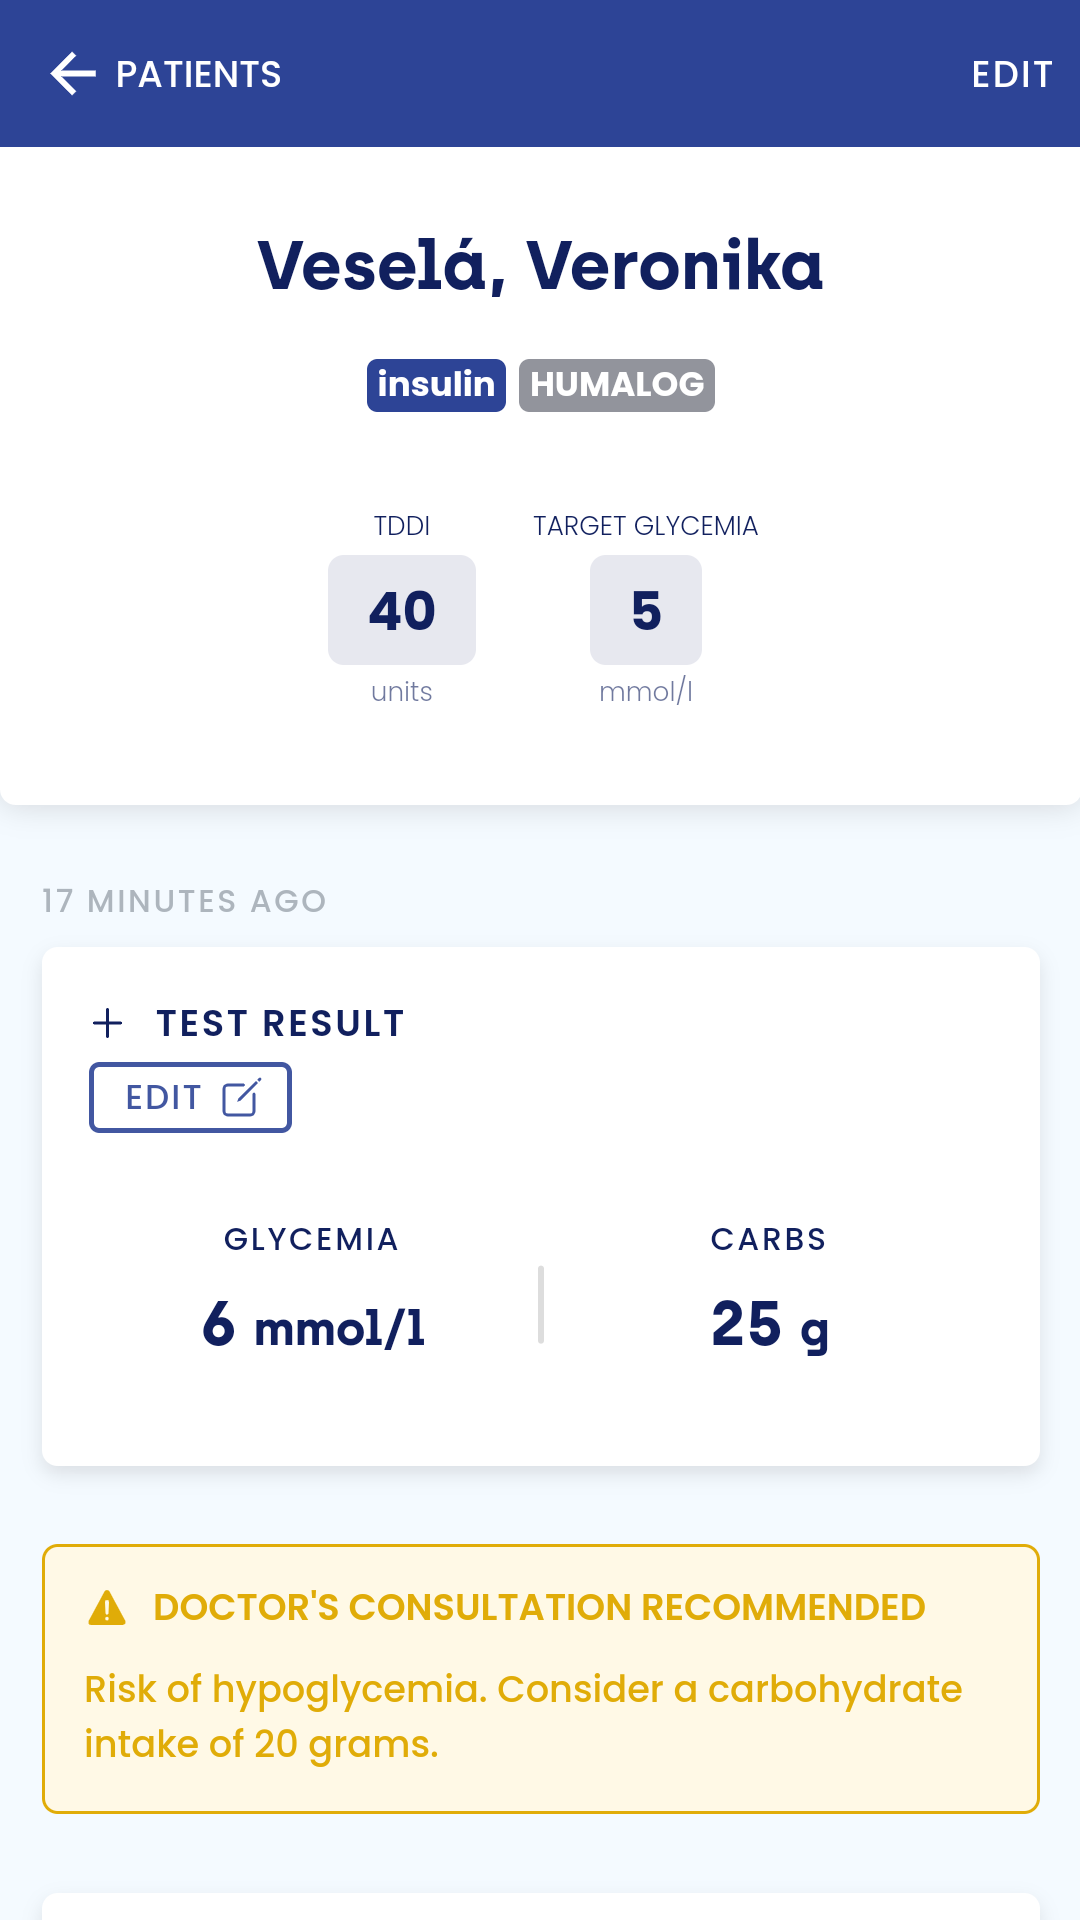 PATIENTS
EDIT
Veselá, Veronika
insulin HUMALOG
TDDI
TARGET GLYCEMIA
40
5
units
mmol/l
17 MINUTES AGO
TEST RESULT
EDIT
GLYCEMIA
CARBS
6 mmol/l
25 g
DOCTOR'S CONSULTATION RECOMMENDED
Risk of hypoglycemia. Consider a carbohydrate
intake of 20 grams.